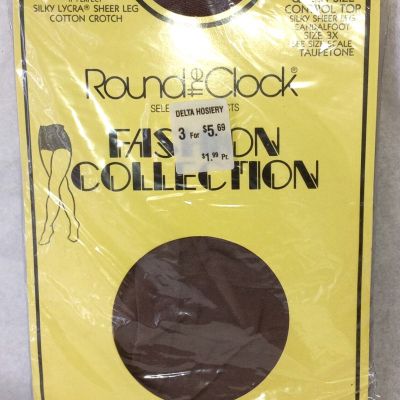 SILKY LYCRA® SHEER LEG
COTTON CROTCH
CONTROL TOP
SILKY SHEER LEG
SANDALFOOT
SIZE 3X
SEE SIZE SCALE
TAUPETONE
Round the Clock®
DELTA HOSIERY
3 For $5.69
$1.99 Pr.
FASHION
COLLECTION